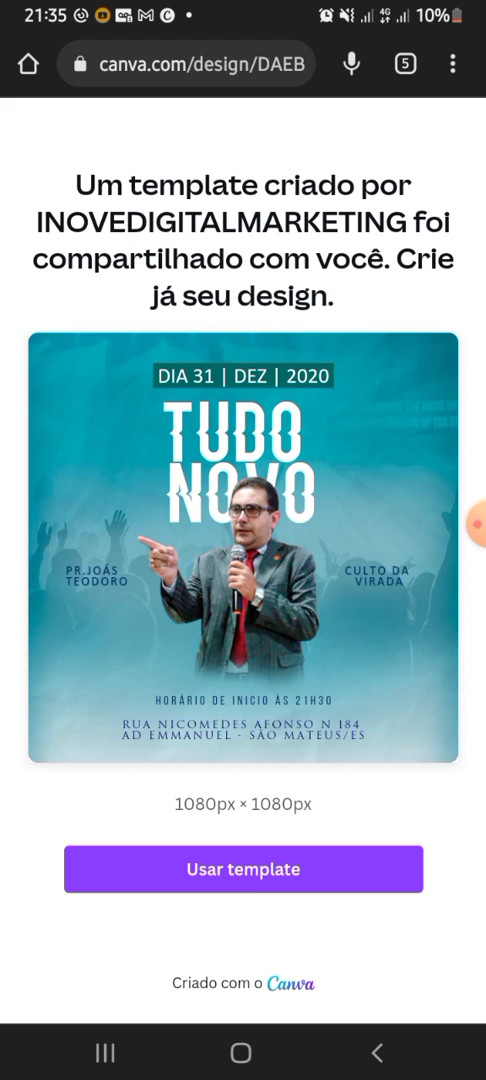 21:35
4G
10%
canva.com/design/DAEB
5
Um template criado por
INOVEDIGITALMARKETING foi
compartilhado com você. Crie
já seu design.
DIA 31 | DEZ | 2020
TUDO
NOVO
PR.JOÁS
TEODORO
CULTO DA
VIRADA
HORÁRIO DE INICIO ÀS 21H30
RUA NICOMEDES AFONSO N 184
AD EMMANUEL - SÃO MATEUS/ES
1080px × 1080px
Usar template
Criado com o Canva